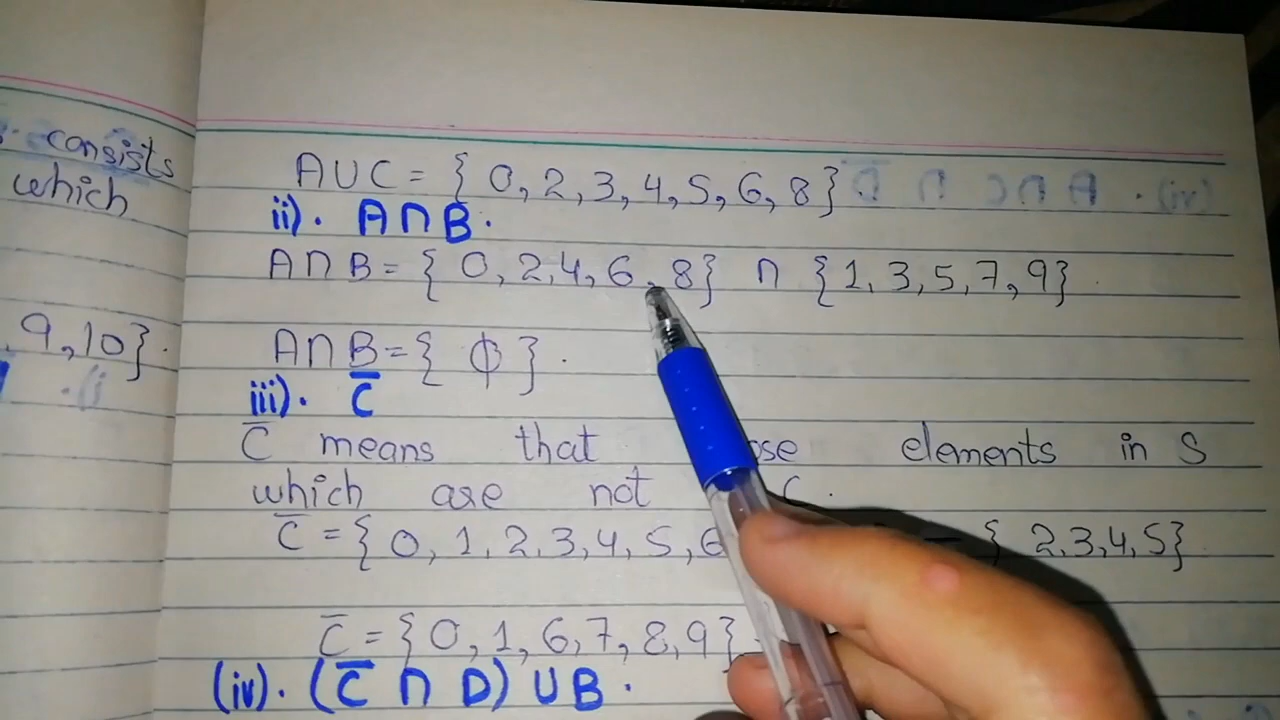 consists
which
9,10}.
AUC = { 0, 2, 3, 4, 5, 6, 8 }
ii). A∩B.
A∩B = { 0, 2, 4, 6, 8} ∩ {1, 3, 5, 7, 9}.
A∩B = { ϕ }.
iii). C̅
C̅ means that elements in S
which are not C.
C̅ = { 0, 1, 2, 3, 4, 5, 6 — { 2,3,4,5}
C̅ = {0, 1, 6, 7, 8, 9}.
(iv). (C̅ ∩ D) U B.